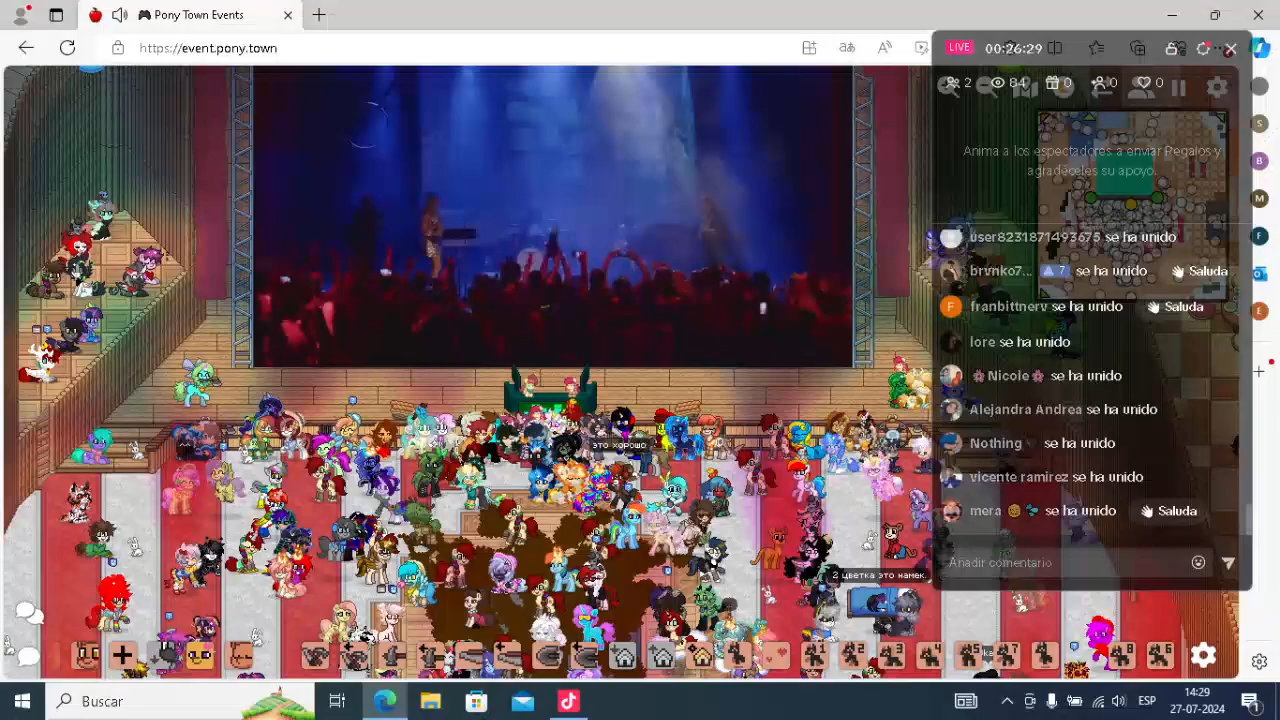 Pony Town Events
https://event.pony.town
LIVE 00:26:29
2 84 0 0 0
Anima a los espectadores a enviar Regalos y
agradéceles su apoyo.
user8231871493675 se ha unido
brvnko7... 7 se ha unido Saluda
franbittnerv se ha unido Saluda
lore se ha unido
Nicole se ha unido
Alejandra Andrea se ha unido
Nothing se ha unido
vicente ramirez se ha unido
mera se ha unido Saluda
Añadir comentario
это хорошо
2 цветка это намек.
Buscar
ESP
14:29
27-07-2024